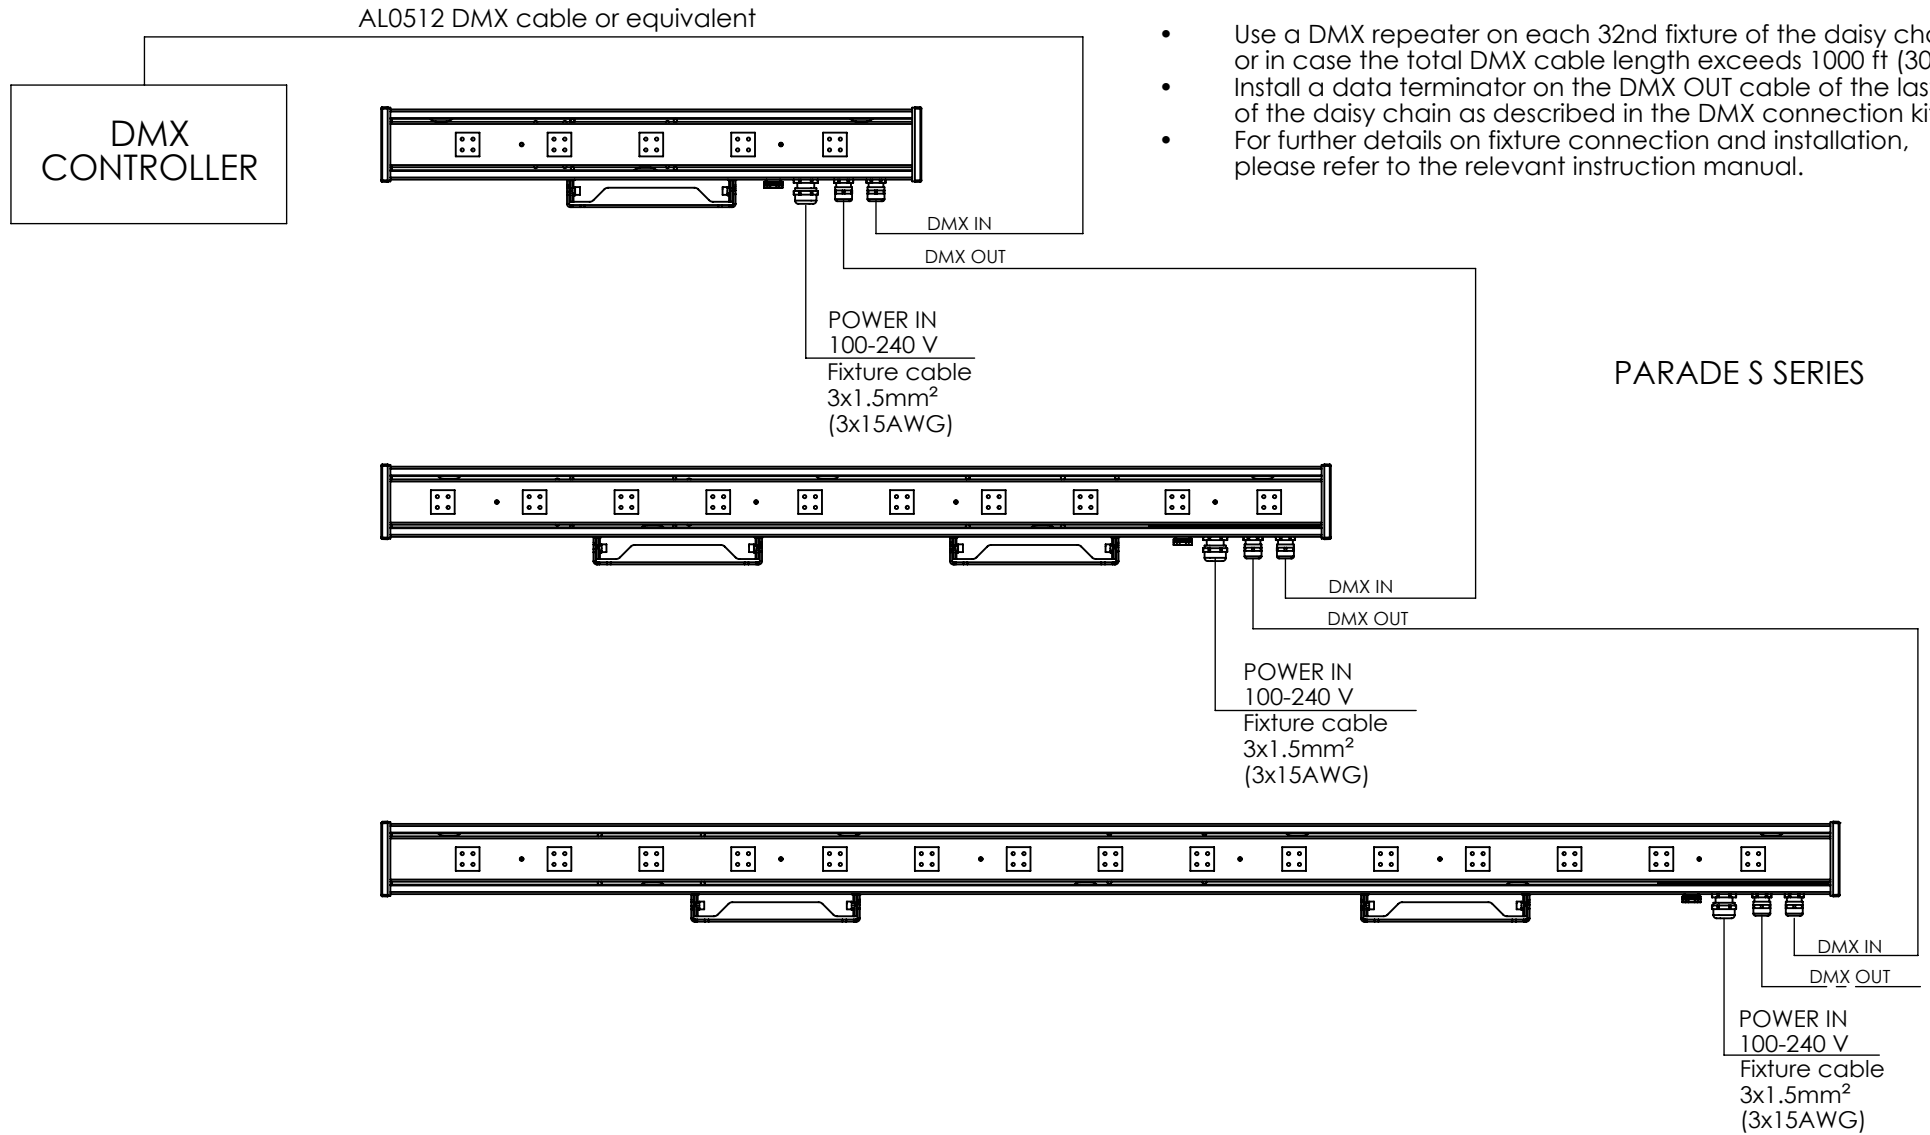 AL0512 DMX cable or equivalent
• Use a DMX repeater on each 32nd fixture of the daisy
or in case the total DMX cable length exceeds 1000 ft
• Install a data terminator on the DMX OUT cable of the
of the daisy chain as described in the DMX connection
• For further details on fixture connection and installation,
please refer to the relevant instruction manual.
DMX
CONTROLLER
DMX IN
DMX OUT
POWER IN
100-240 V
Fixture cable
3x1.5mm²
(3x15AWG)
PARADE S SERIES
DMX IN
DMX OUT
POWER IN
100-240 V
Fixture cable
3x1.5mm²
(3x15AWG)
DMX IN
DMX OUT
POWER IN
100-240 V
Fixture cable
3x1.5mm²
(3x15AWG)